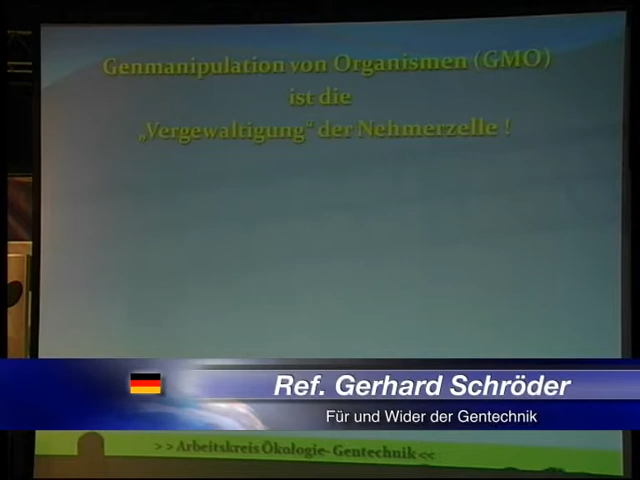 Genmanipulation von Organismen (GMO)
ist die
„Vergewaltigung“ der Nehmerzelle !
Ref. Gerhard Schröder
Für und Wider der Gentechnik
>> Arbeitskreis Ökologie- Gentechnik <<